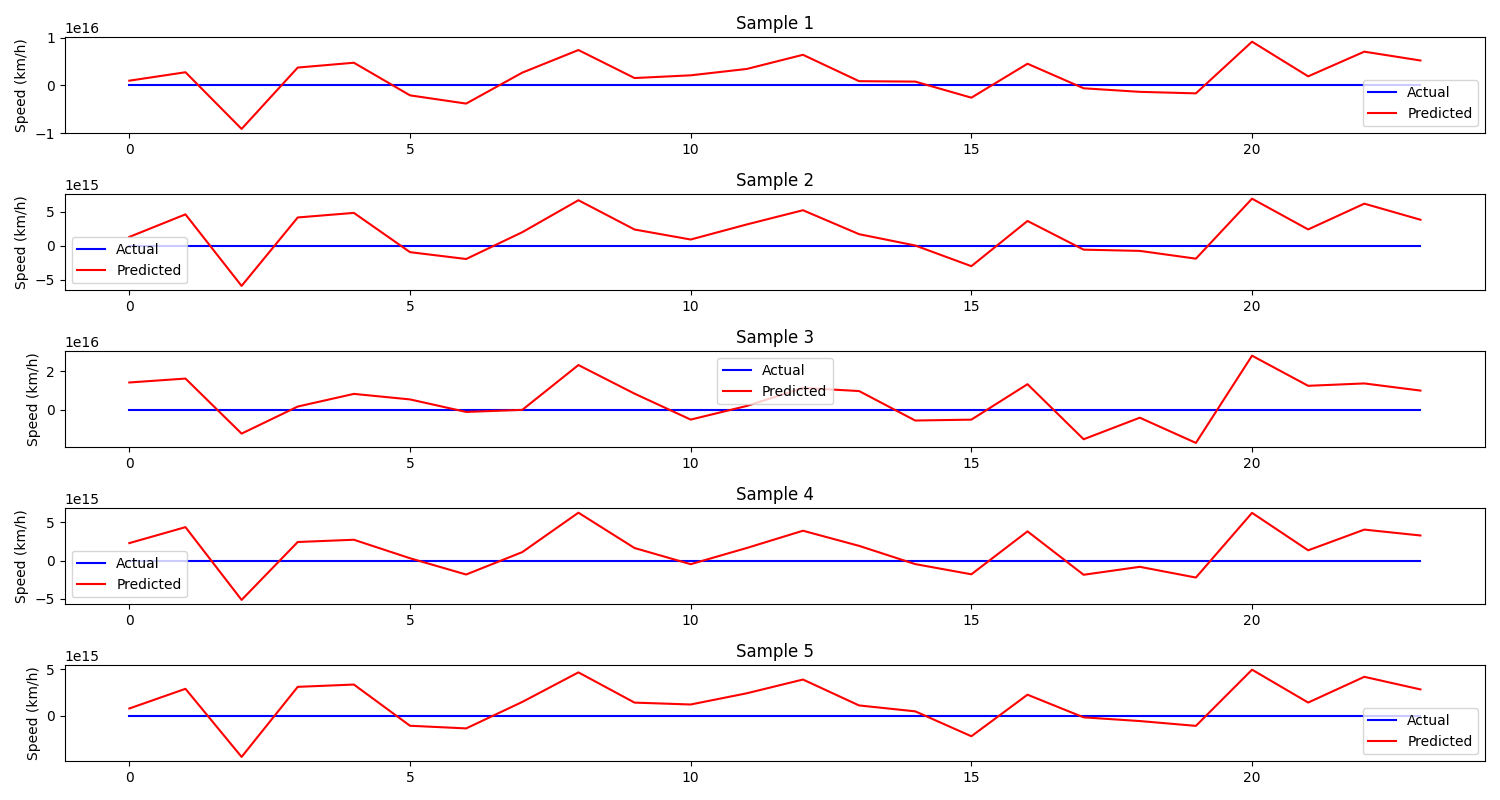 Sample 1
1e16
Speed (km/h)
1
0
−1
Actual
Predicted
0 5 10 15 20
Sample 2
1e15
Speed (km/h)
5
0
−5
Actual
Predicted
0 5 10 15 20
Sample 3
1e16
Speed (km/h)
2
0
Actual
Predicted
0 5 10 15 20
Sample 4
1e15
Speed (km/h)
5
0
−5
Actual
Predicted
0 5 10 15 20
Sample 5
1e15
Speed (km/h)
5
0
Actual
Predicted
0 5 10 15 20